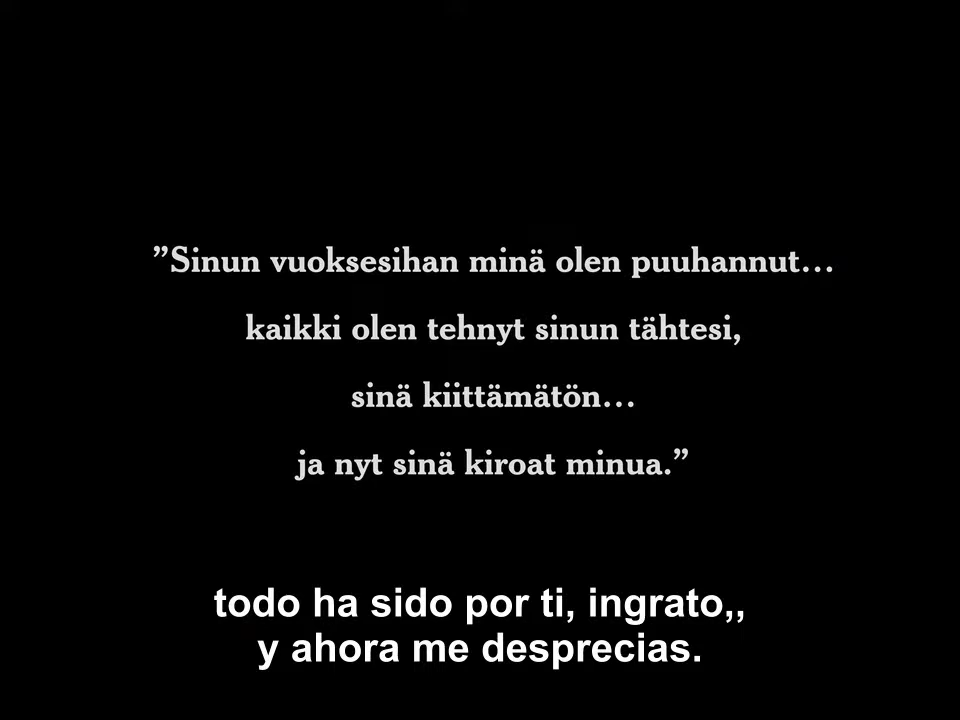 ”Sinun vuoksesihan minä olen puuhannut...
kaikki olen tehnyt sinun tähtesi,
sinä kiittämätön...
ja nyt sinä kiroat minua.”
todo ha sido por ti, ingrato,,
y ahora me desprecias.